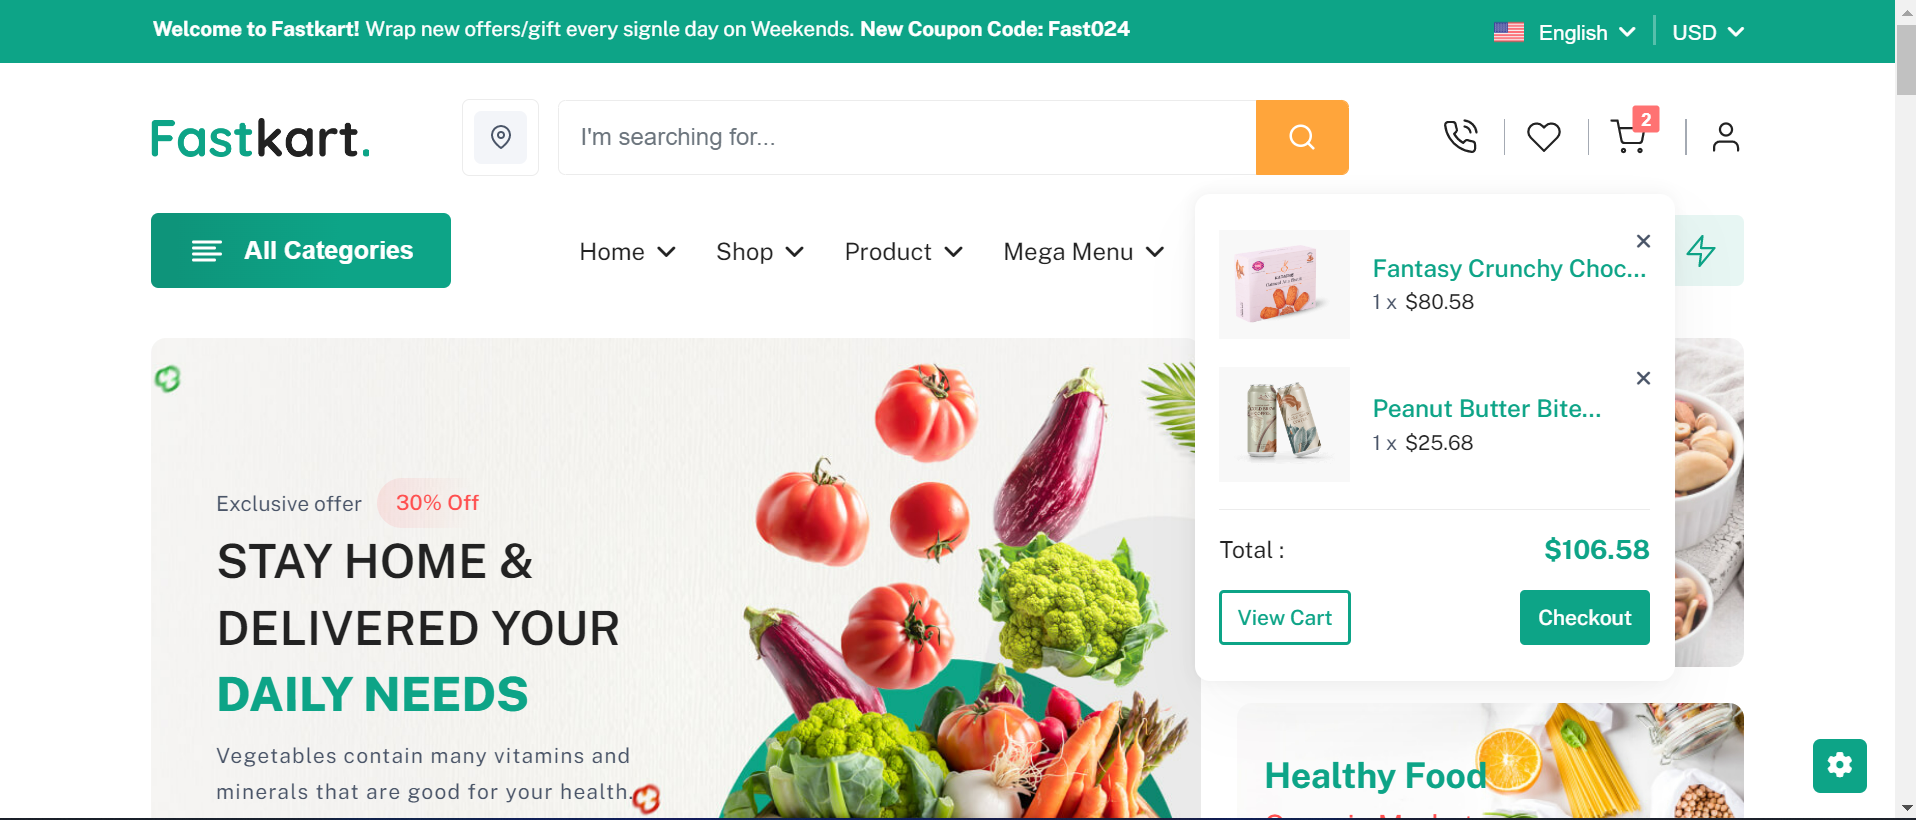 Welcome to Fastkart! Wrap new offers/gift every signle day on Weekends. New Coupon Code: Fast024
English
USD
Fastkart.
I'm searching for...
2
All Categories
Home
Shop
Product
Mega Menu
Fantasy Crunchy Choc...
1 x $80.58
Peanut Butter Bite...
1 x $25.68
Total :
$106.58
View Cart
Checkout
Exclusive offer
30% Off
STAY HOME &
DELIVERED YOUR
DAILY NEEDS
Vegetables contain many vitamins and
minerals that are good for your health.
Healthy Food